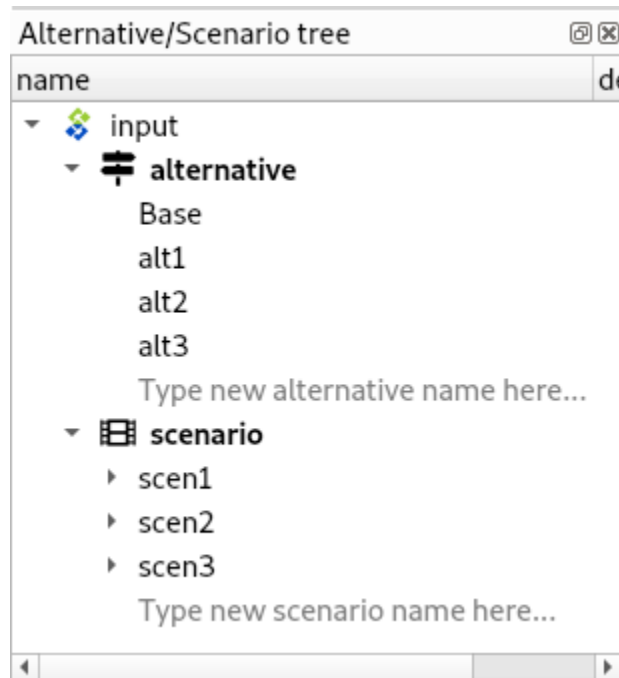 Alternative/Scenario tree
name de
input
alternative
Base
alt1
alt2
alt3
Type new alternative name here...
scenario
scen1
scen2
scen3
Type new scenario name here...